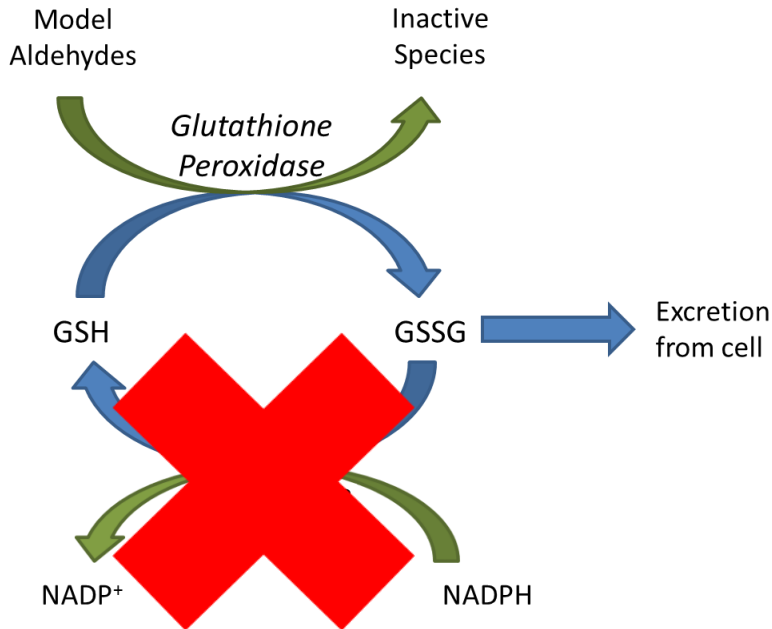 Model
Aldehydes
Inactive
Species
Glutathione
Peroxidase
GSH
GSSG
Excretion
from cell
NADP⁺
NADPH